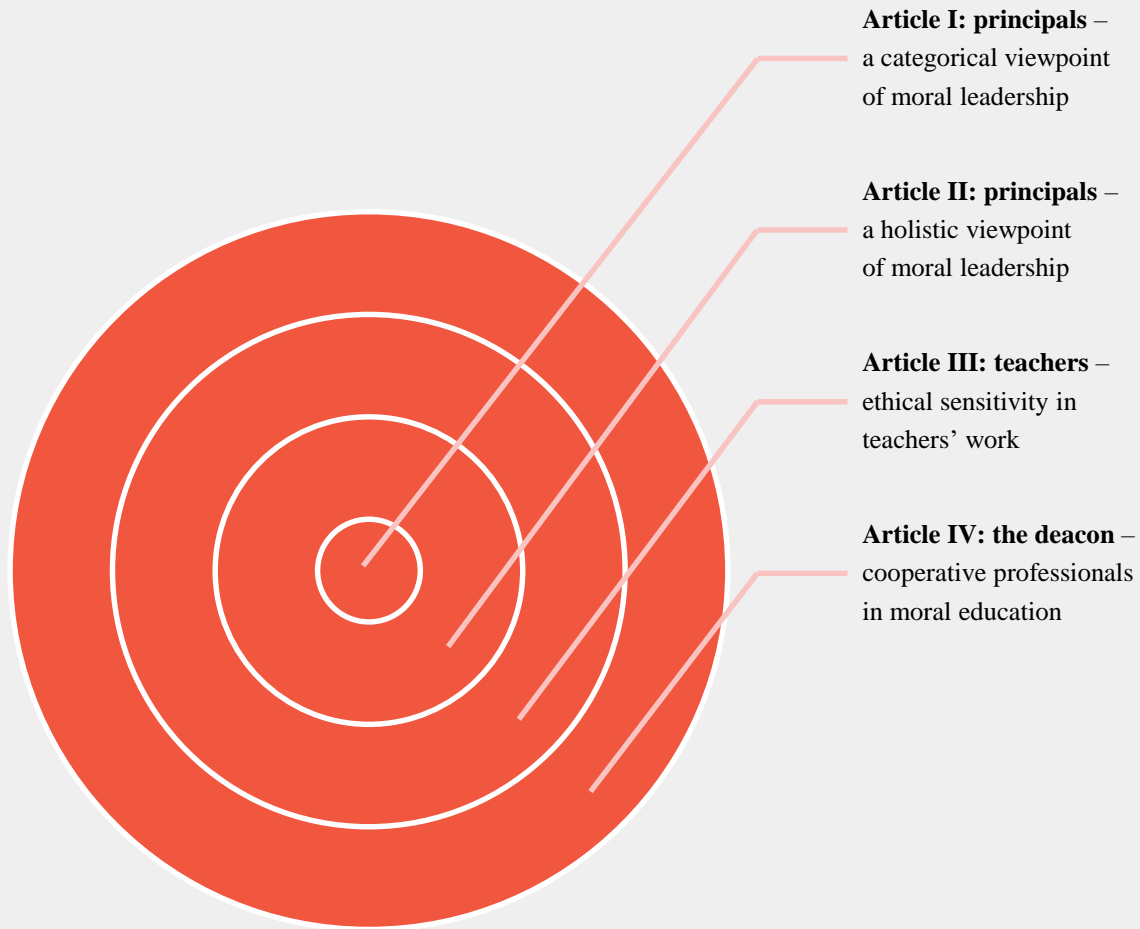 Article I: principals –
a categorical viewpoint
of moral leadership
Article II: principals –
a holistic viewpoint
of moral leadership
Article III: teachers –
ethical sensitivity in
teachers’ work
Article IV: the deacon –
cooperative professionals
in moral education